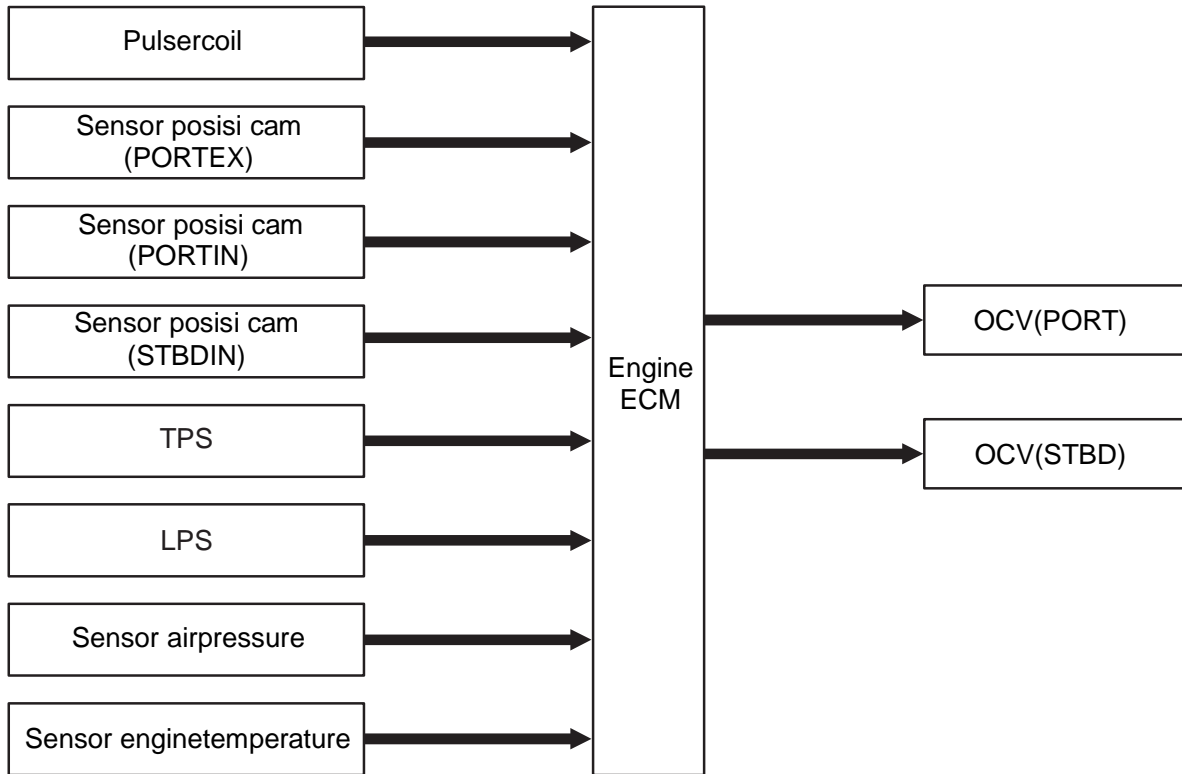 Pulsercoil
Sensor posisi cam
(PORTEX)
Sensor posisi cam
(PORTIN)
Sensor posisi cam
(STBDIN)
TPS
LPS
Sensor airpressure
Sensor enginetemperature
Engine
ECM
OCV(PORT)
OCV(STBD)